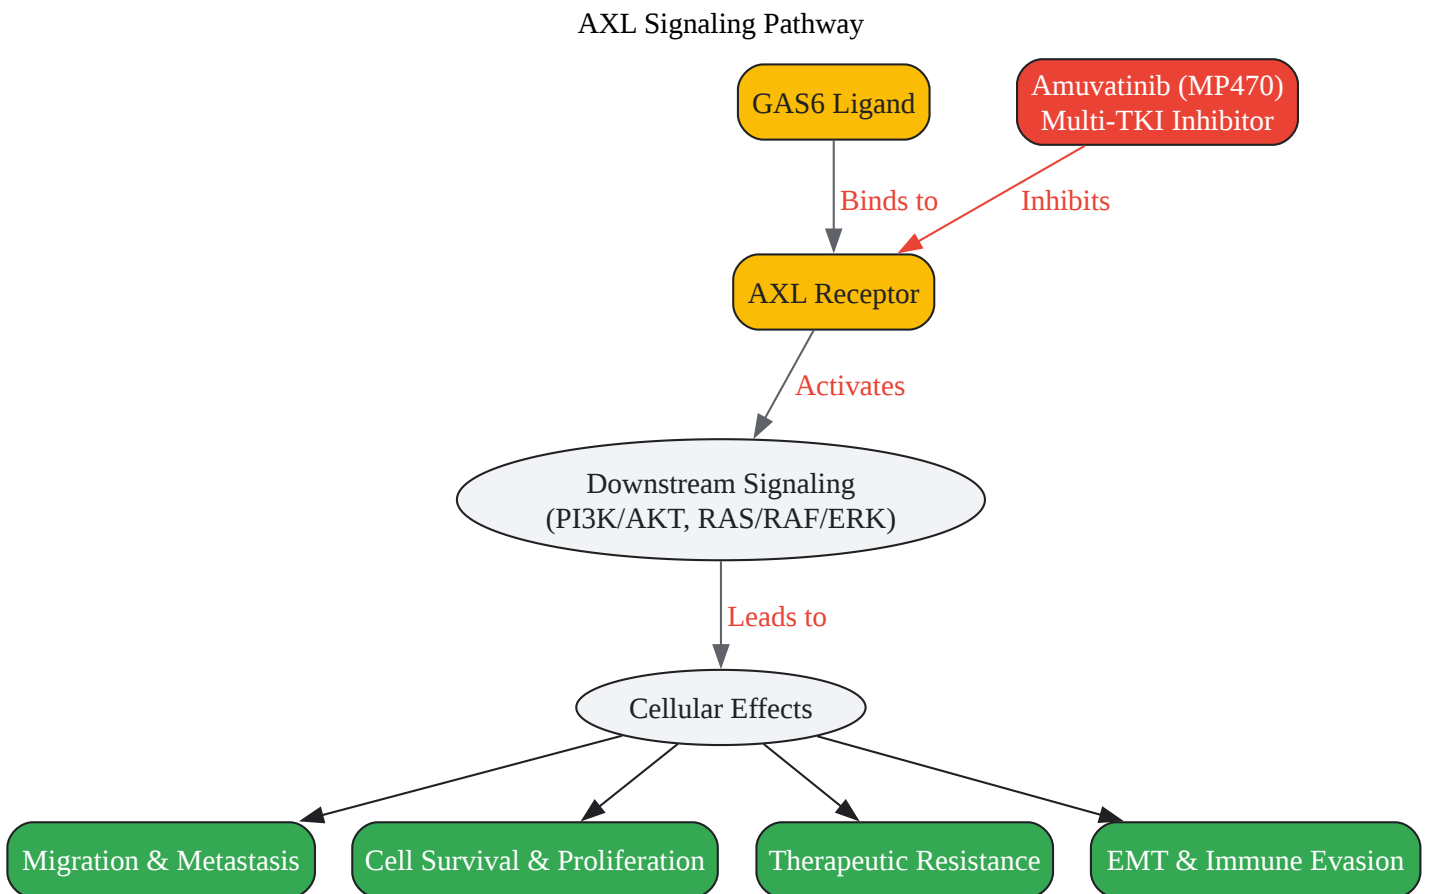 AXL Signaling Pathway
GAS6 Ligand
Amuvatinib (MP470)
Multi-TKI Inhibitor
Binds to
Inhibits
AXL Receptor
Activates
Downstream Signaling
(PI3K/AKT, RAS/RAF/ERK)
Leads to
Cellular Effects
Migration & Metastasis
Cell Survival & Proliferation
Therapeutic Resistance
EMT & Immune Evasion